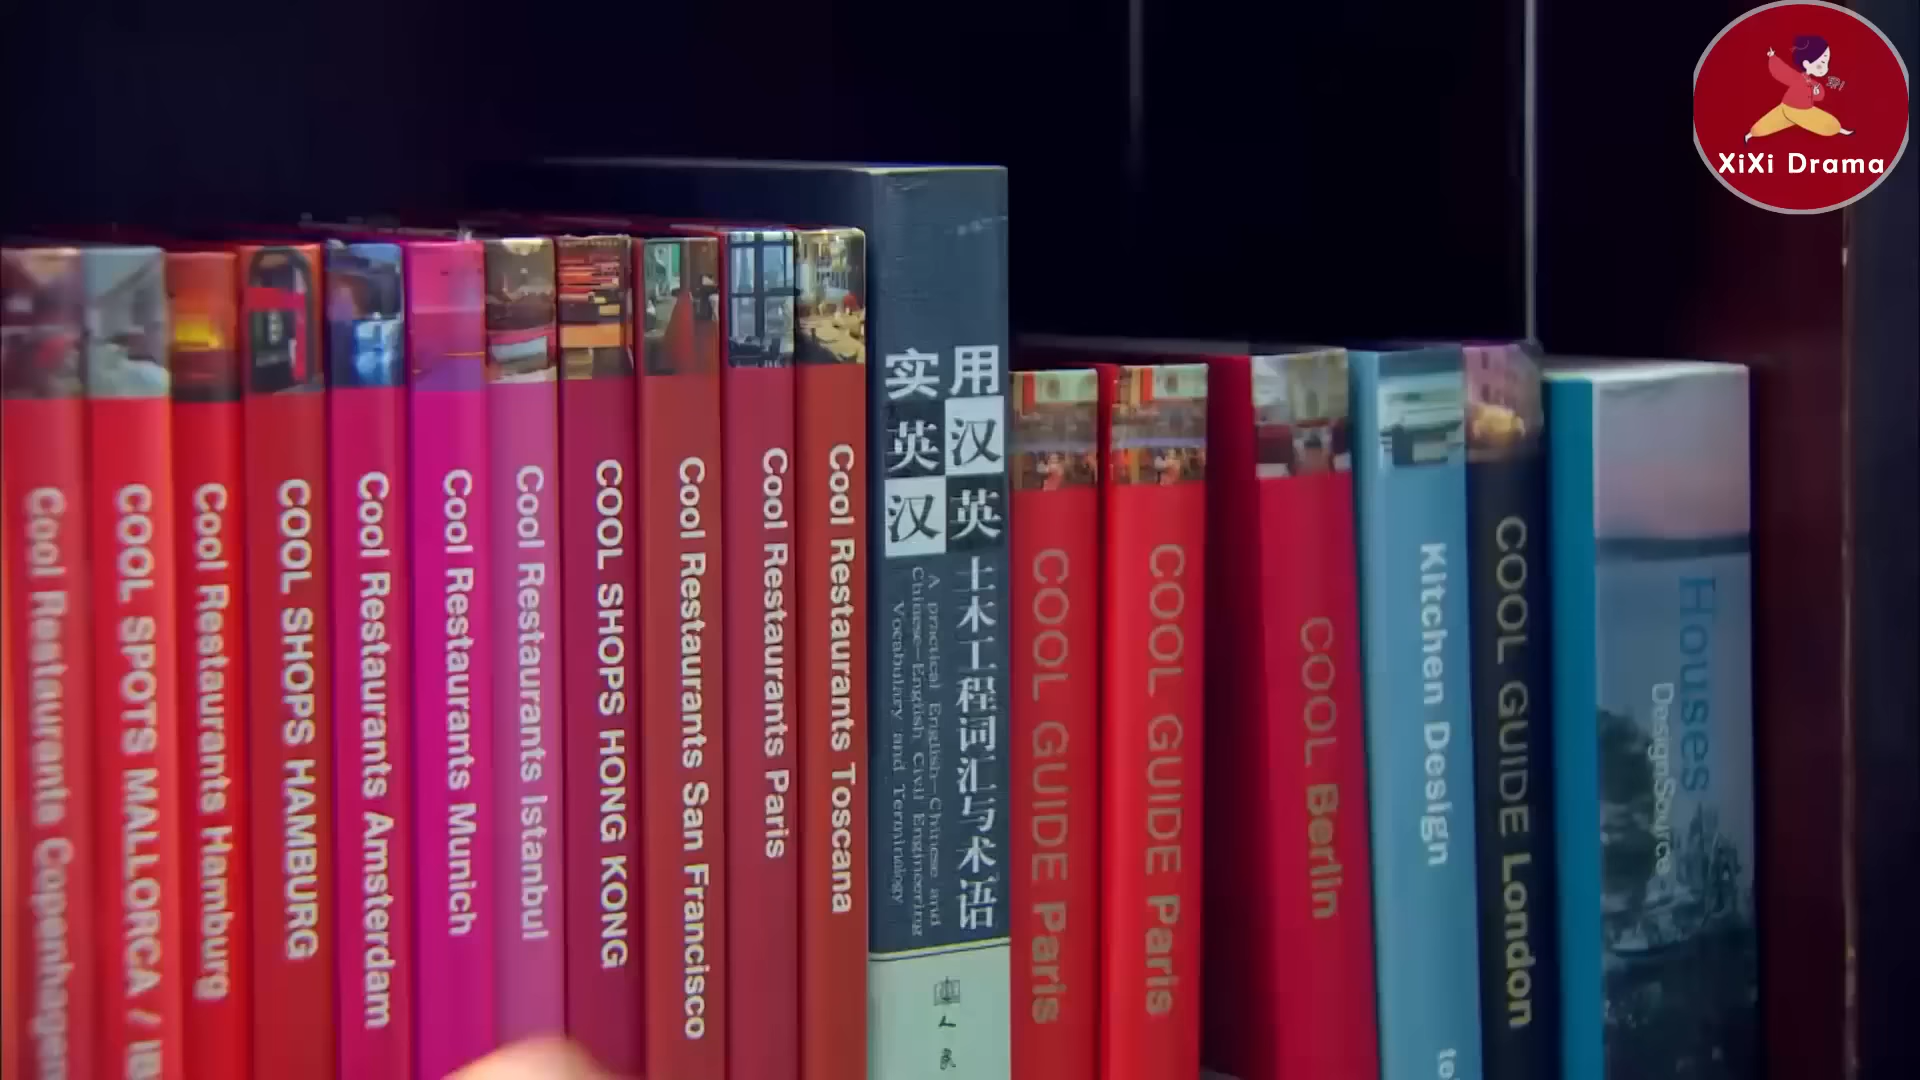 Cool Restaurants Copenhagen
COOL SPOTS MALLORCA /
Cool Restaurants Hamburg
COOL SHOPS HAMBURG
Cool Restaurants Amsterdam
Cool Restaurants Munich
Cool Restaurants Istanbul
COOL SHOPS HONG KONG
Cool Restaurants San Francisco
Cool Restaurants Paris
Cool Restaurants Toscana
实用
英汉
汉英
土木工程词汇与术语
A practical English-Chinese and
Chinese-English Civil Engineering
Vocabulary and Terminology
COOL GUIDE Paris
COOL GUIDE Paris
COOL Berlin
Kitchen Design
COOL GUIDE London
Houses
DesignSource
XiXi Drama